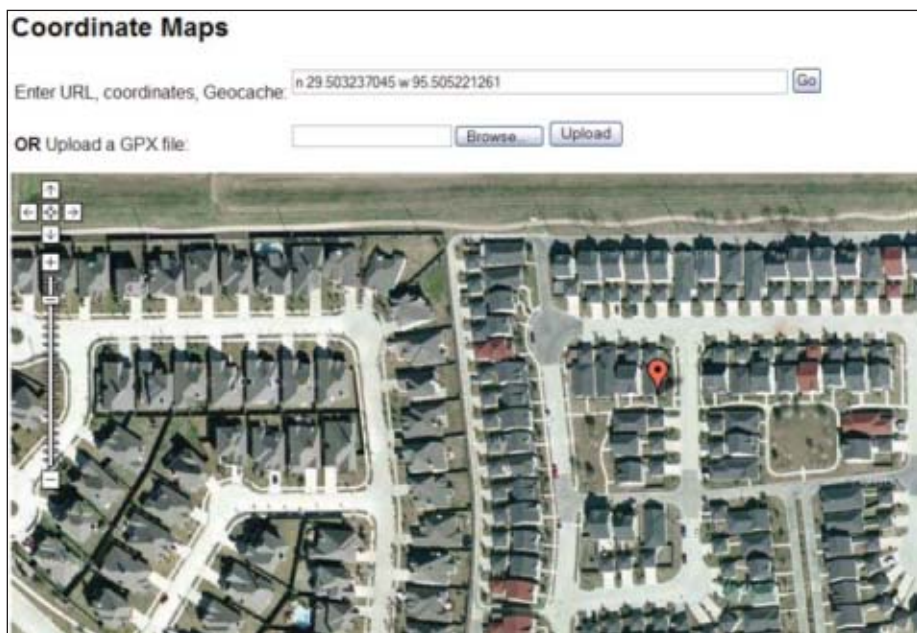 Coordinate Maps
Enter URL, coordinates, Geocache: n 29.503237045 w 95.505221261 Go
OR Upload a GPX file: Browse... Upload